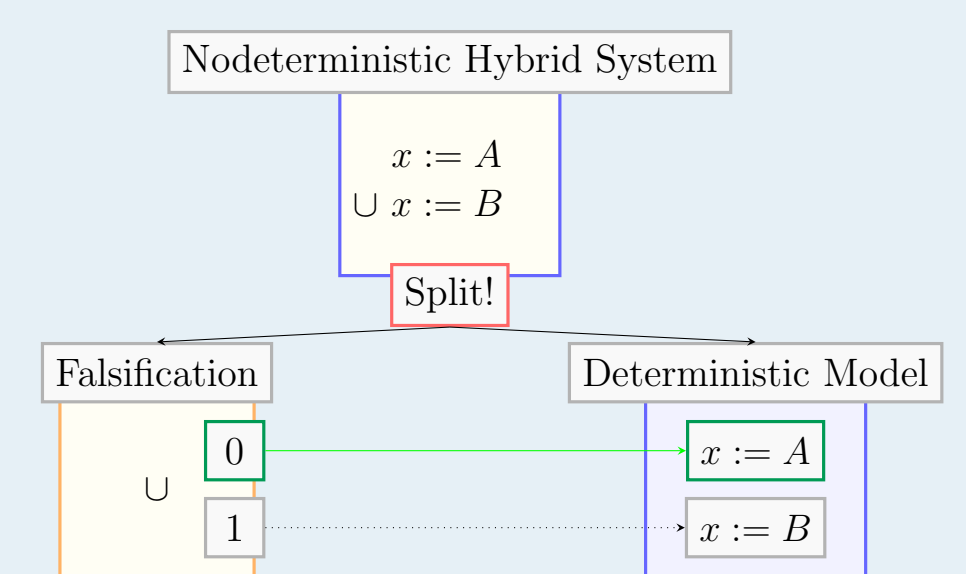 Nodeterministic Hybrid System
x := A
∪ x := B
Split!
Falsification
Deterministic Model
0
x := A
∪
1
x := B